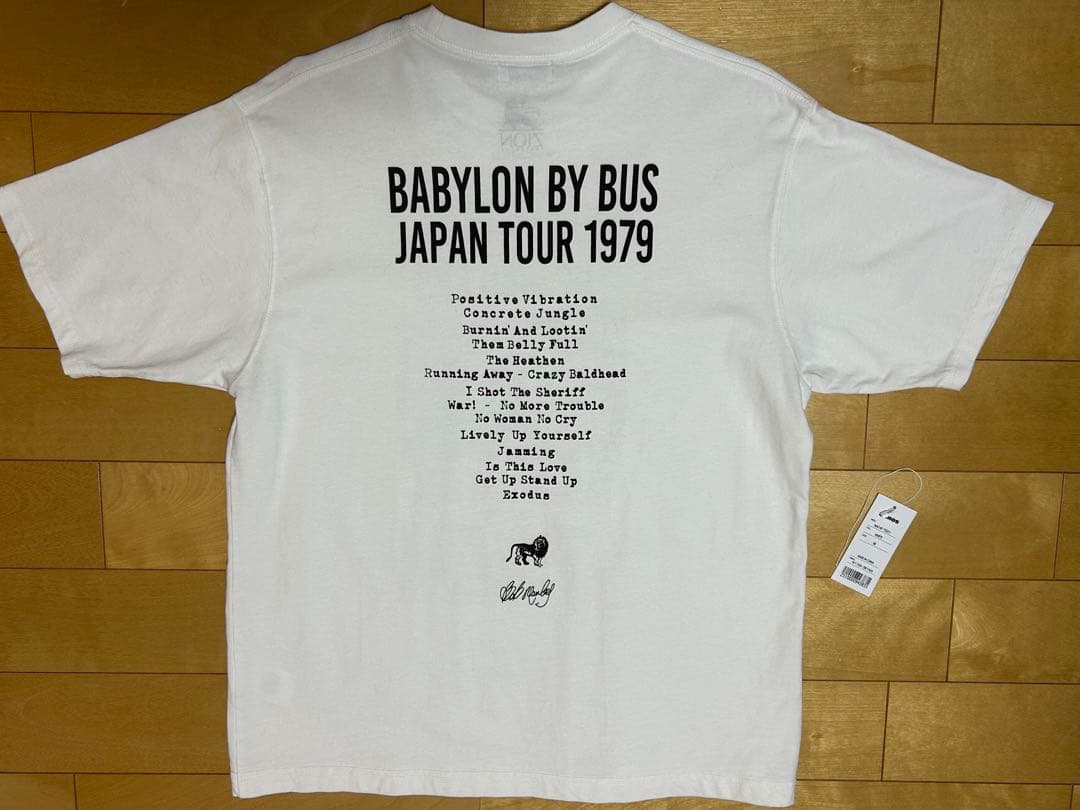 BABYLON BY BUS
JAPAN TOUR 1979
Positive Vibration
Concrete Jungle
Burnin' And Lootin'
Them Belly Full
The Heathen
Running Away - Crazy Baldhead
I Shot The Sheriff
War! - No More Trouble
No Woman No Cry
Lively Up Yourself
Jamming
Is This Love
Get Up Stand Up
Exodus
Bob Marley